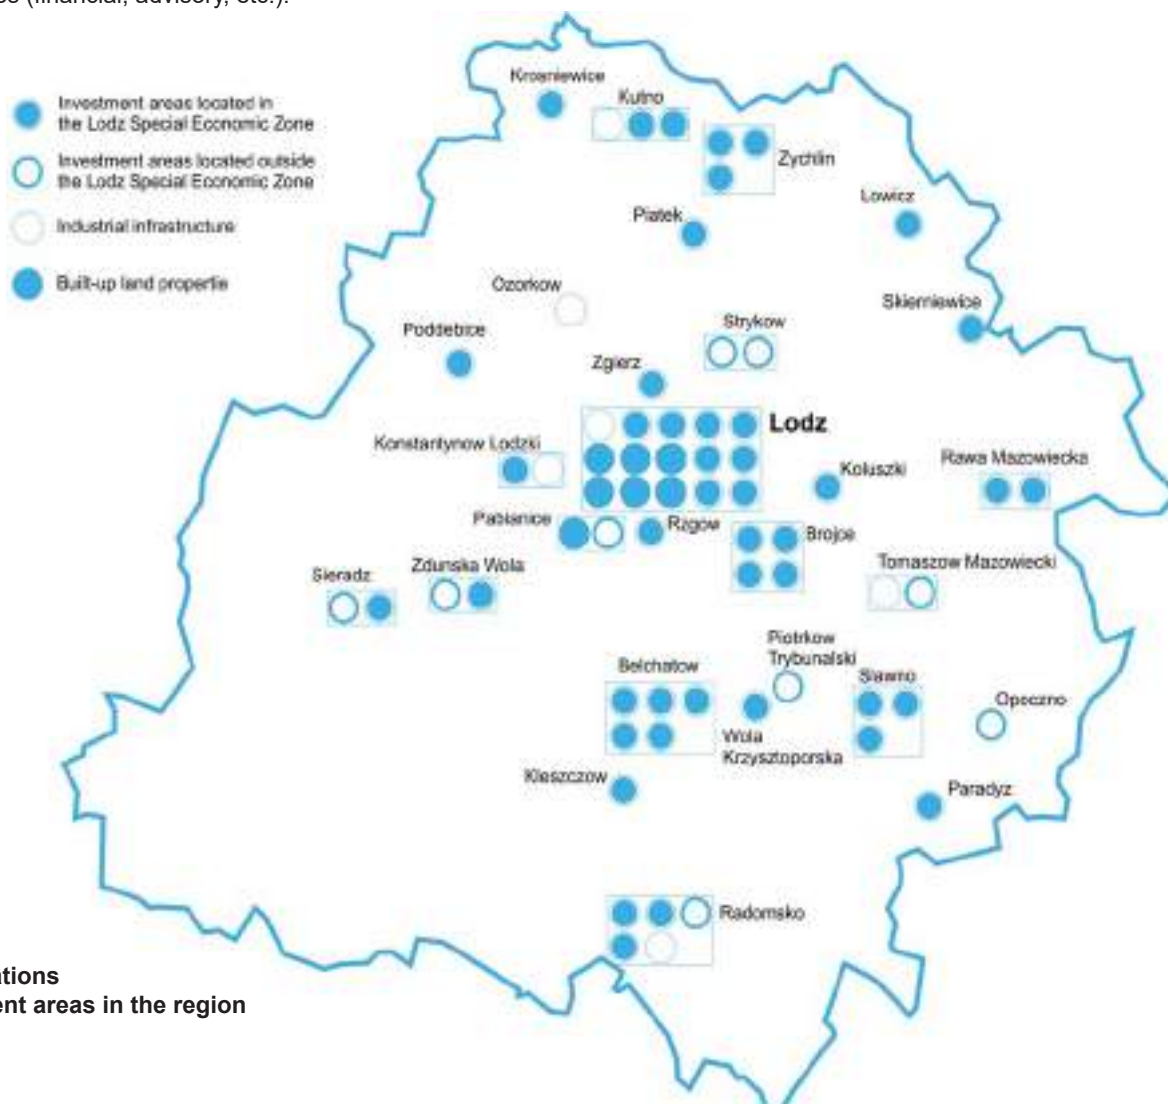 (financial, advisory, etc.).
Investment areas located in
the Lodz Special Economic Zone
Investment areas located outside
the Lodz Special Economic Zone
Industrial infrastructure
Built-up land propertie
Krosniewice
Kutno
Zychlin
Lowicz
Piatek
Ozorkow
Skierniewice
Strykow
Poddebice
Zgierz
Lodz
Konstantynow Lodzki
Koluszki
Rawa Mazowiecka
Pabianice
Rzgow
Brojce
Sieradz
Zdunska Wola
Tomaszow Mazowiecki
Piotrkow
Trybunalski
Belchatow
Slawno
Opoczno
Wola
Krzysztoporska
Kleszczow
Paradyz
Radomsko
ations
ent areas in the region